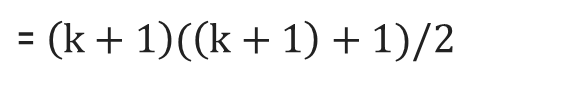 = (k + 1)((k + 1) + 1)/2